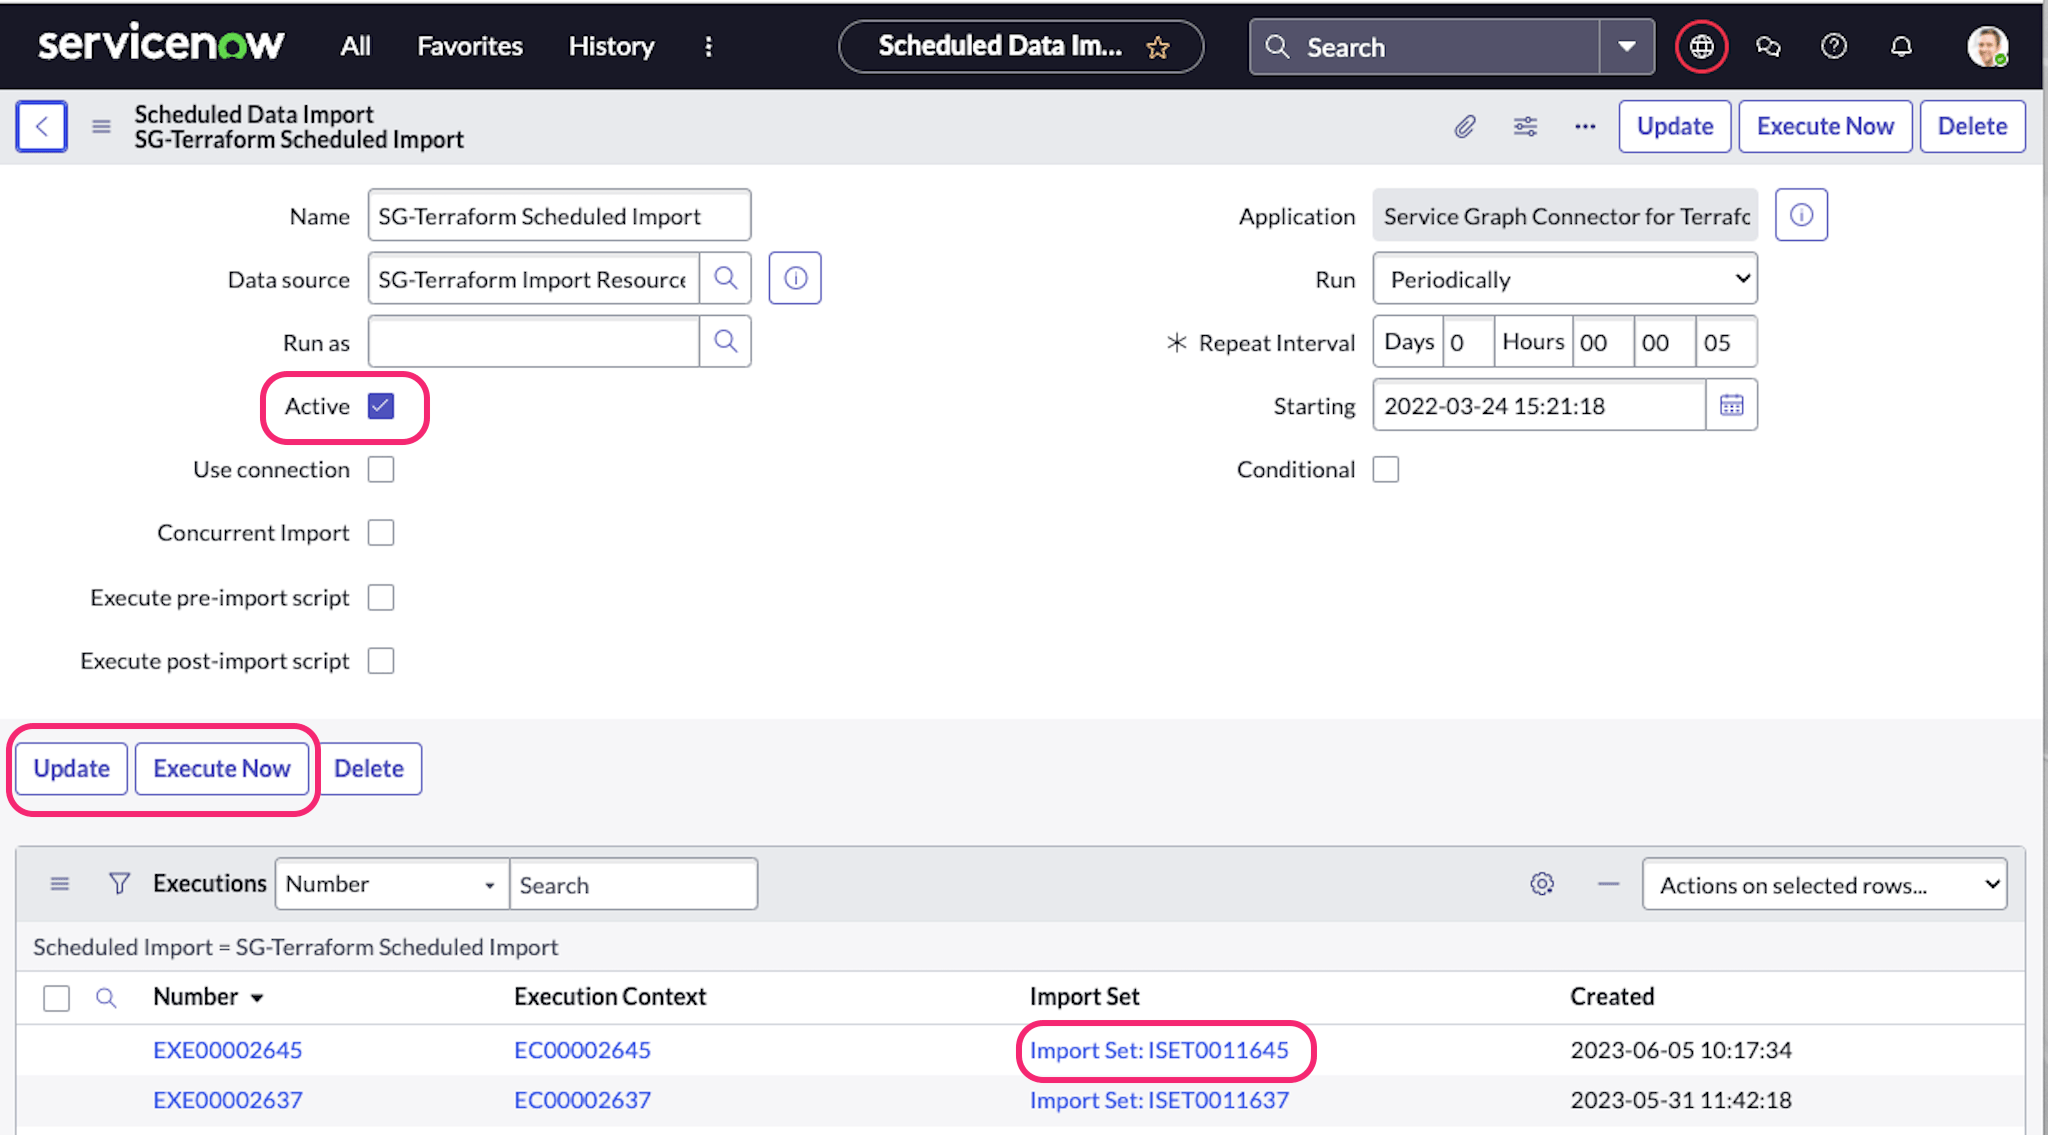 servicenow All Favorites History Scheduled Data Im... Search
Scheduled Data Import
SG-Terraform Scheduled Import
Update Execute Now Delete
Name SG-Terraform Scheduled Import
Application Service Graph Connector for Terrafo
Data source SG-Terraform Import Resource
Run Periodically
Run as
* Repeat Interval Days 0 Hours 00 00 05
Active
Starting 2022-03-24 15:21:18
Use connection
Conditional
Concurrent Import
Execute pre-import script
Execute post-import script
Update Execute Now Delete
Executions Number Search Actions on selected rows...
Scheduled Import = SG-Terraform Scheduled Import
Number Execution Context Import Set Created
EXE00002645 EC00002645 Import Set: ISET0011645 2023-06-05 10:17:34
EXE00002637 EC00002637 Import Set: ISET0011637 2023-05-31 11:42:18